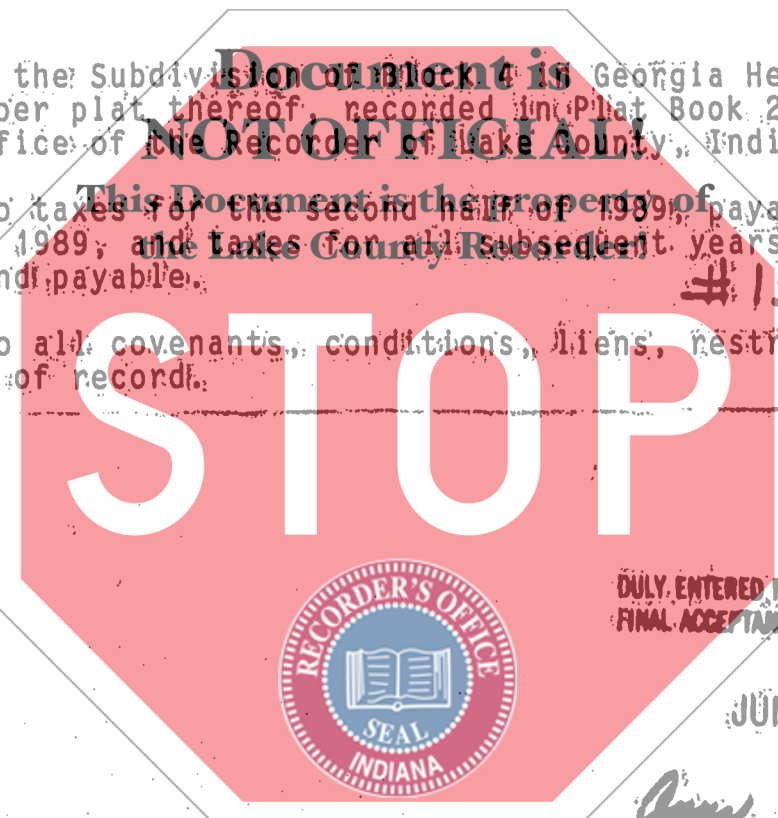 Document is
NOT OFFICIAL!
This Document is the property of
the Lake County Recorder!
the Subdivision of Block 4 in Georgia He
per plat thereof, recorded in Plat Book 2
fice of the Recorder of Lake County, Indi
o taxes for the second half of 1989, paya
1989, and taxes for all subsequent years
nd payable.
# 1
o all covenants, conditions, liens, restr
of record.
STOP
DULY ENTERED
FINAL ACCEPTAN
RECORDER'S OFFICE
SEAL
INDIANA
JUN